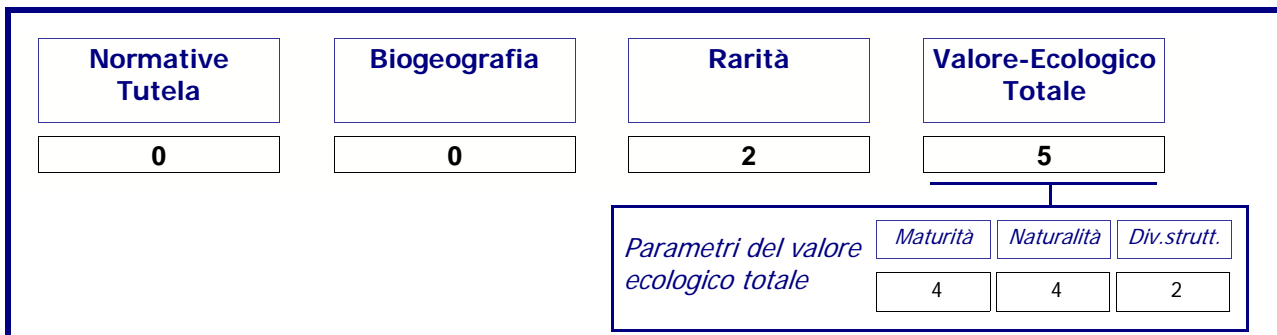 Normative
Tutela
Biogeografia
Rarità
Valore-Ecologico
Totale
0
0
2
5
Parametri del valore
ecologico totale
Maturità
Naturalità
Div.strutt.
4
4
2